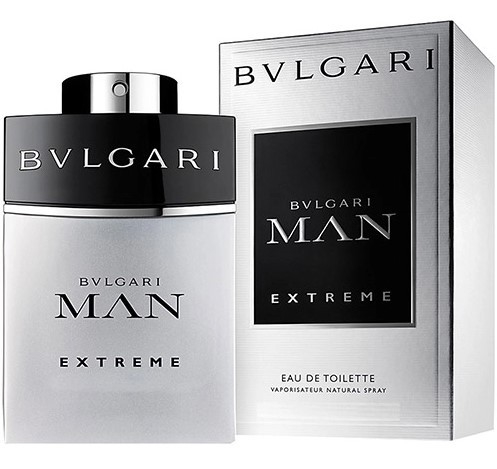 BVLGARI
BVLGARI
MAN
EXTREME
BVLGARI
BVLGARI
MAN
EXTREME
EAU DE TOILETTE
VAPORISATEUR NATURAL SPRAY